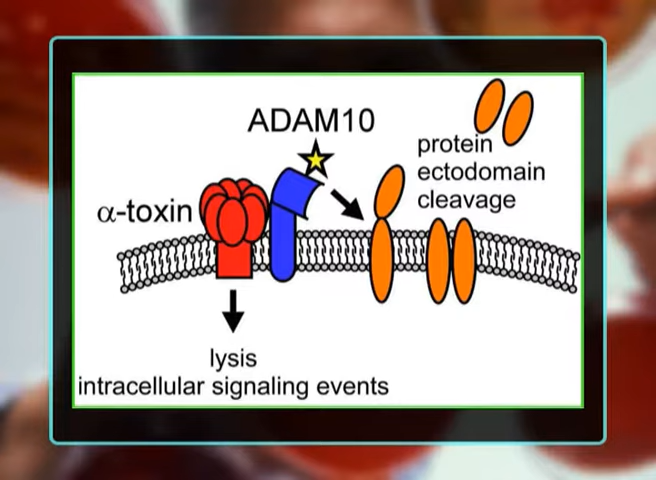 ADAM10
protein
ectodomain
cleavage
α-toxin
lysis
intracellular signaling events